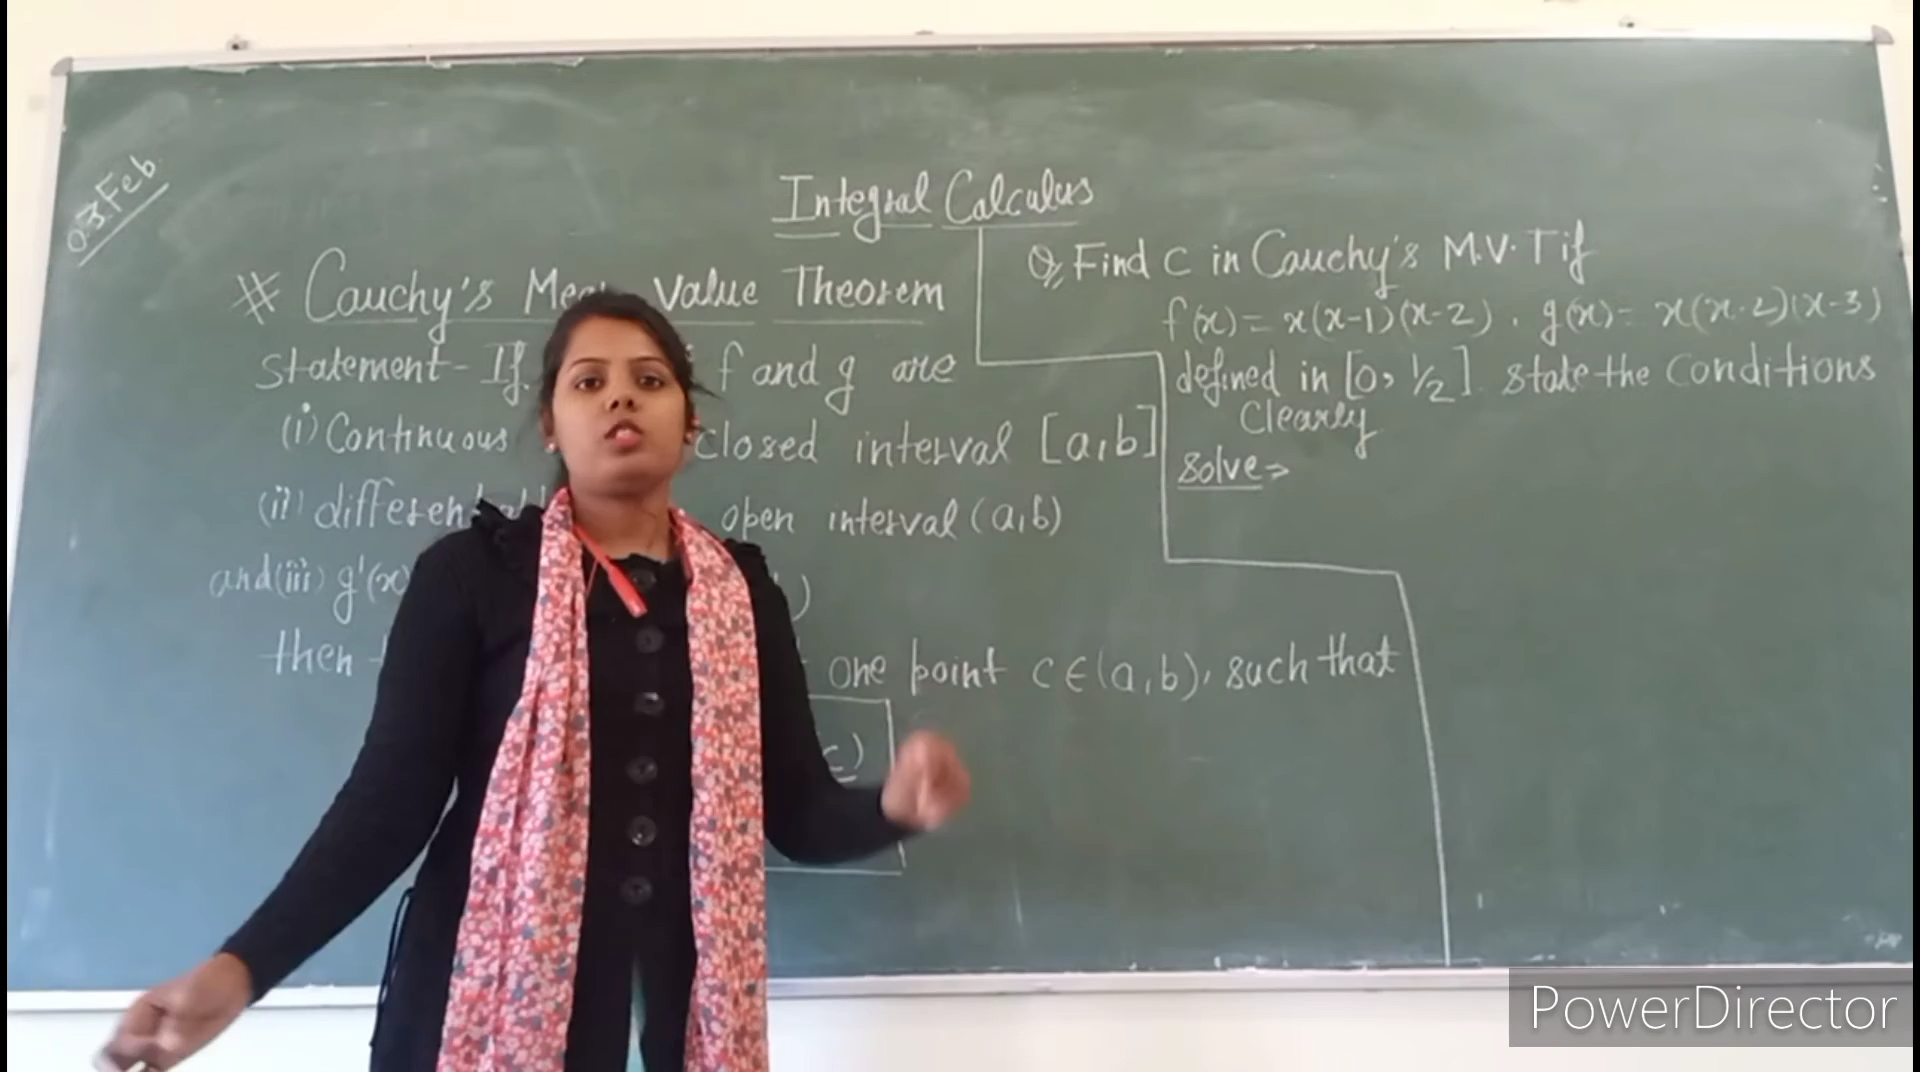 03 Feb
Integral Calculus
# Cauchy's Mean Value Theorem
Statement - If f and g are
(i) Continuous closed interval [a,b]
(ii) open interval (a,b)
and (iii) g'(x) )
then one point c ∈ (a,b), such that
c)
Q, Find c in Cauchy's M.V.T if
f(x) = x(x-1)(x-2), g(x) = x(x-2)(x-3)
defined in [0, 1/2]. State the Conditions
Clearly
Solve ⇒
PowerDirector